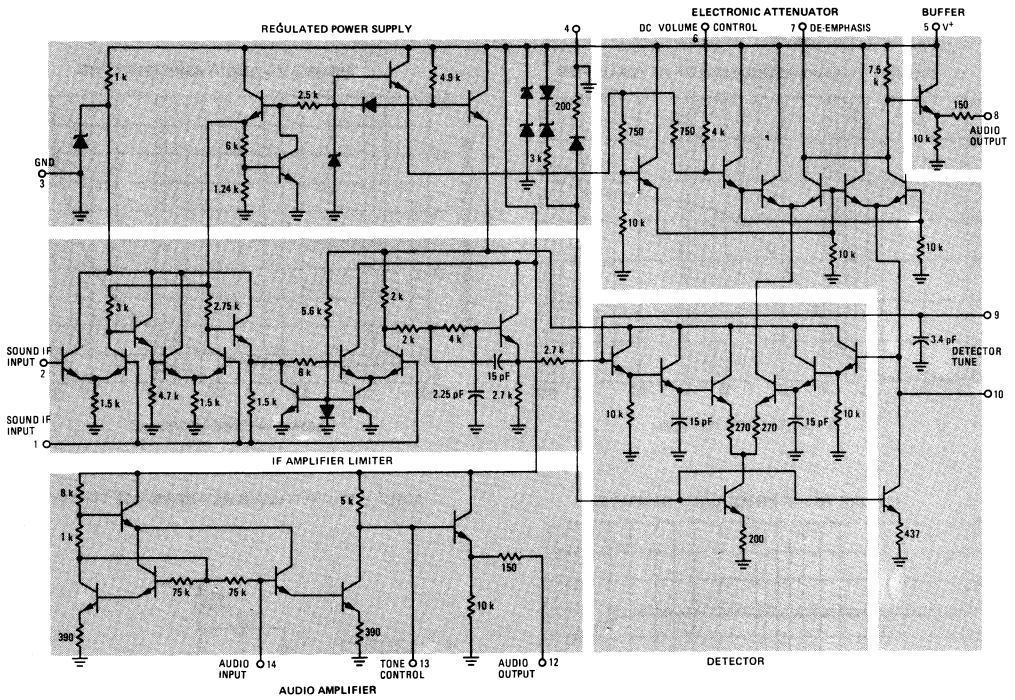 REGULATED POWER SUPPLY
ELECTRONIC ATTENUATOR
BUFFER
4
DC VOLUME CONTROL
6
7 DE-EMPHASIS
5 V+
1 k
2.5 k
4.9 k
200
750
750
4 k
7.5 k
150
8
AUDIO OUTPUT
10 k
6 k
1.24 k
3 k
GND
3
10 k
10 k
10 k
3 k
2.75 k
5.6 k
2 k
2 k
4 k
15 pF
2.7 k
9
3.4 pF
DETECTOR TUNE
SOUND IF INPUT
2
1.5 k
4.7 k
1.5 k
1.5 k
8 k
2.25 pF
2.7 k
10 k
15 pF
270
270
15 pF
10 k
10
SOUND IF INPUT
1
IF AMPLIFIER LIMITER
8 k
1 k
5 k
75 k
75 k
150
200
437
390
390
10 k
AUDIO INPUT
14
TONE CONTROL
13
AUDIO OUTPUT
12
DETECTOR
AUDIO AMPLIFIER